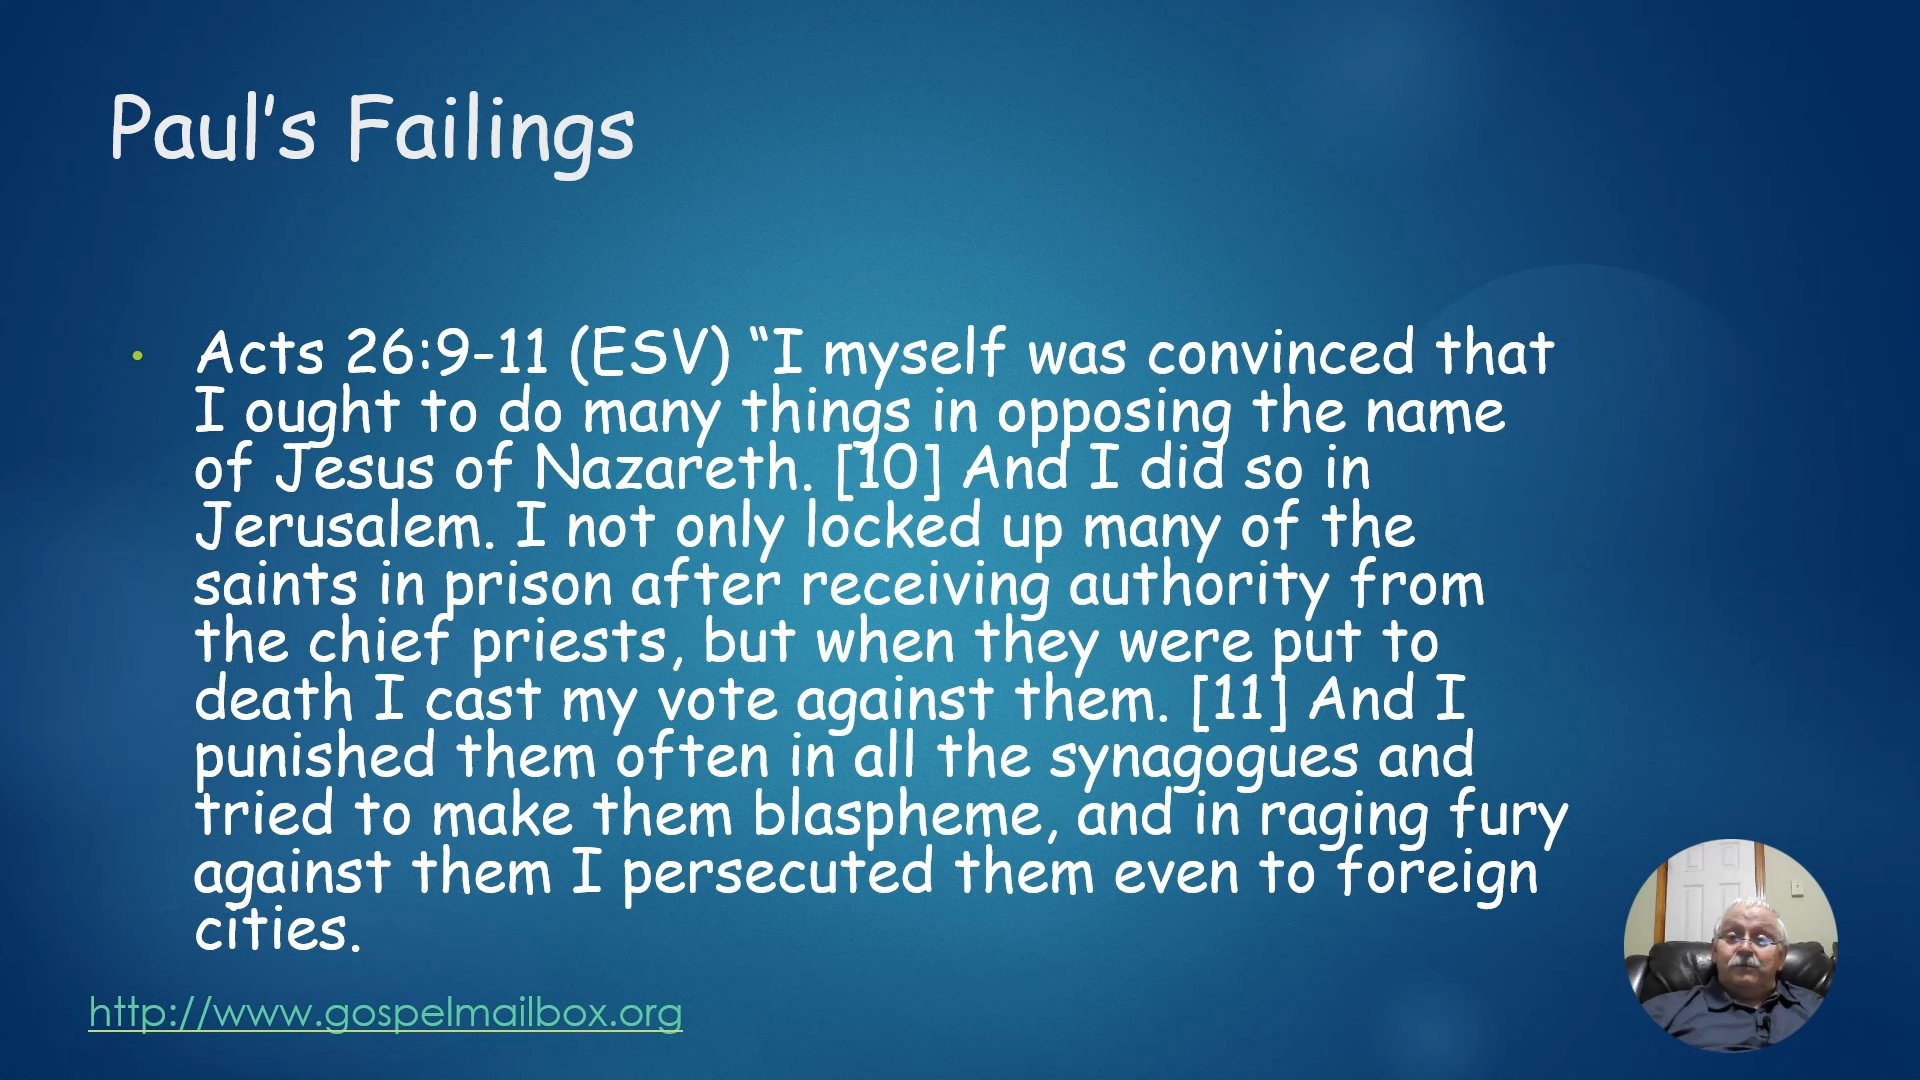 Paul’s Failings
• Acts 26:9-11 (ESV) “I myself was convinced that
I ought to do many things in opposing the name
of Jesus of Nazareth. [10] And I did so in
Jerusalem. I not only locked up many of the
saints in prison after receiving authority from
the chief priests, but when they were put to
death I cast my vote against them. [11] And I
punished them often in all the synagogues and
tried to make them blaspheme, and in raging fury
against them I persecuted them even to foreign
cities.
http://www.gospelmailbox.org